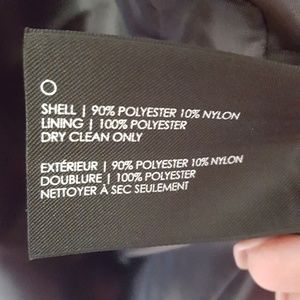 SHELL | 90% POLYESTER 10% NYLON
LINING | 100% POLYESTER
DRY CLEAN ONLY
EXTÉRIEUR | 90% POLYESTER 10% NYLON
DOUBLURE | 100% POLYESTER
NETTOYER À SEC SEULEMENT